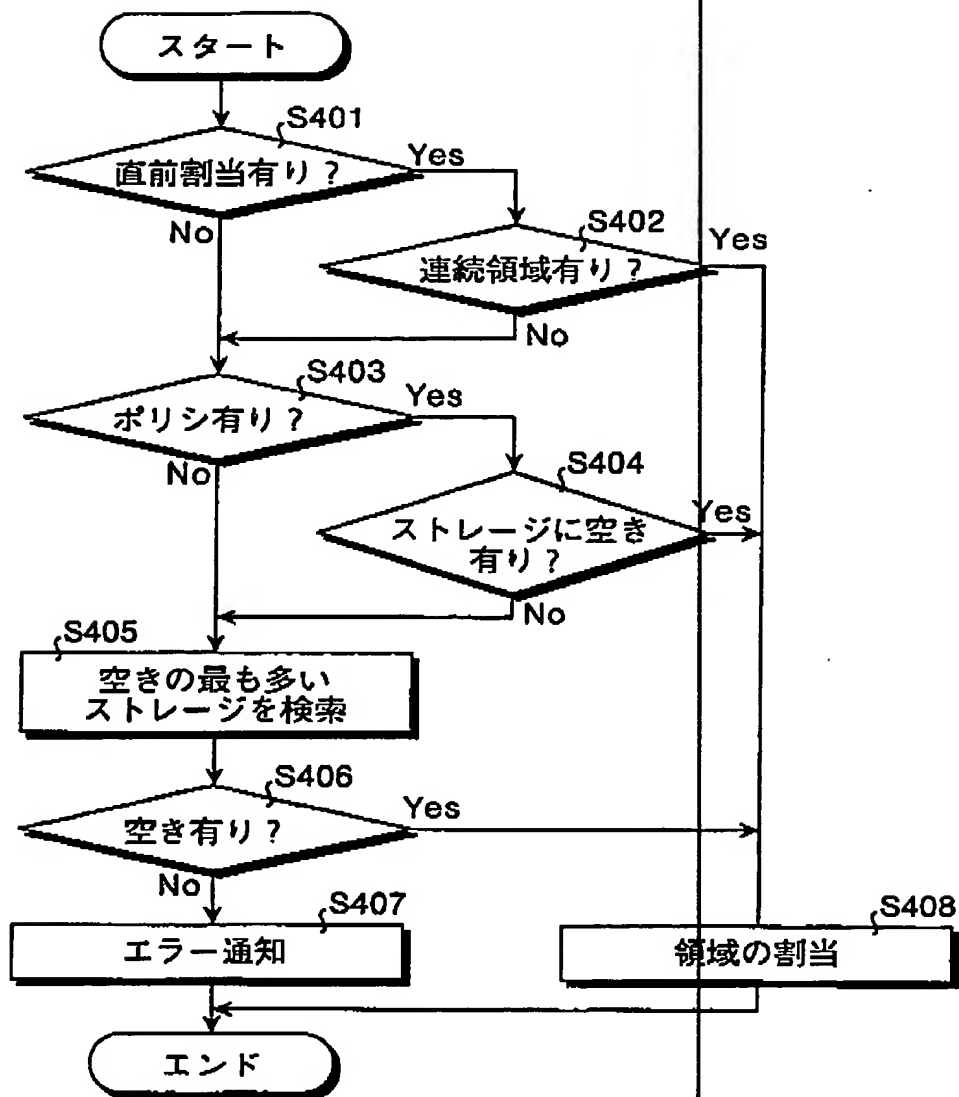 スタート
S401
直前割当有り？
Yes
No
S402
連続領域有り？
Yes
No
S403
ポリシ有り？
Yes
No
S404
ストレージに空き
有り？
Yes
No
S405
空きの最も多い
ストレージを検索
S406
空き有り？
Yes
No
S407
エラー通知
S408
領域の割当
エンド